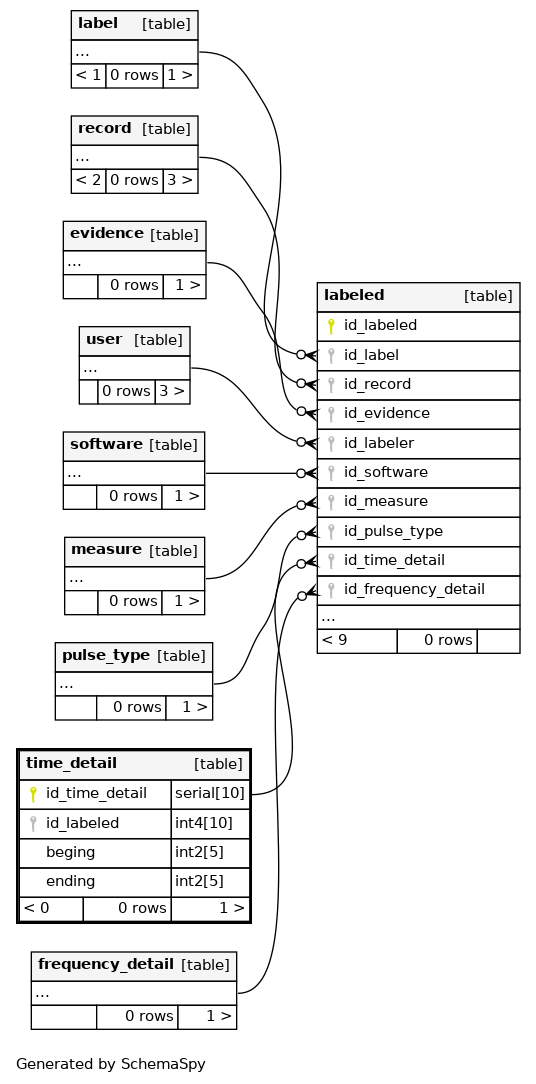 label [table]
...
< 1 0 rows 1 >
record [table]
...
< 2 0 rows 3 >
evidence [table]
...
0 rows 1 >
user [table]
...
0 rows 3 >
software [table]
...
0 rows 1 >
measure [table]
...
0 rows 1 >
pulse_type [table]
...
0 rows 1 >
time_detail [table]
id_time_detail serial[10]
id_labeled int4[10]
beging int2[5]
ending int2[5]
< 0 0 rows 1 >
frequency_detail [table]
...
0 rows 1 >
labeled [table]
id_labeled
id_label
id_record
id_evidence
id_labeler
id_software
id_measure
id_pulse_type
id_time_detail
id_frequency_detail
...
< 9 0 rows
Generated by SchemaSpy